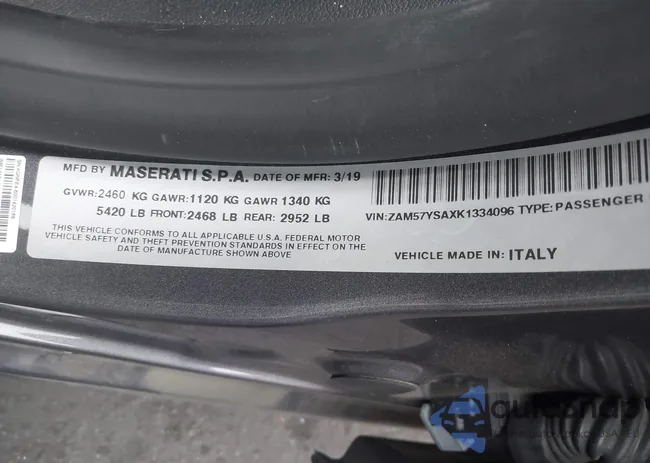 MFD BY MASERATI S.P.A. DATE OF MFR: 3/19
GVWR:2460 KG GAWR:1120 KG GAWR 1340 KG
5420 LB FRONT:2468 LB REAR: 2952 LB
THIS VEHICLE CONFORMS TO ALL APPLICABLE U.S.A. FEDERAL MOTOR
VEHICLE SAFETY AND THEFT PREVENTION STANDARDS IN EFFECT ON THE
DATE OF MANUFACTURE SHOWN ABOVE
VIN:ZAM57YSAXK1334096 TYPE:PASSENGER
VEHICLE MADE IN: ITALY